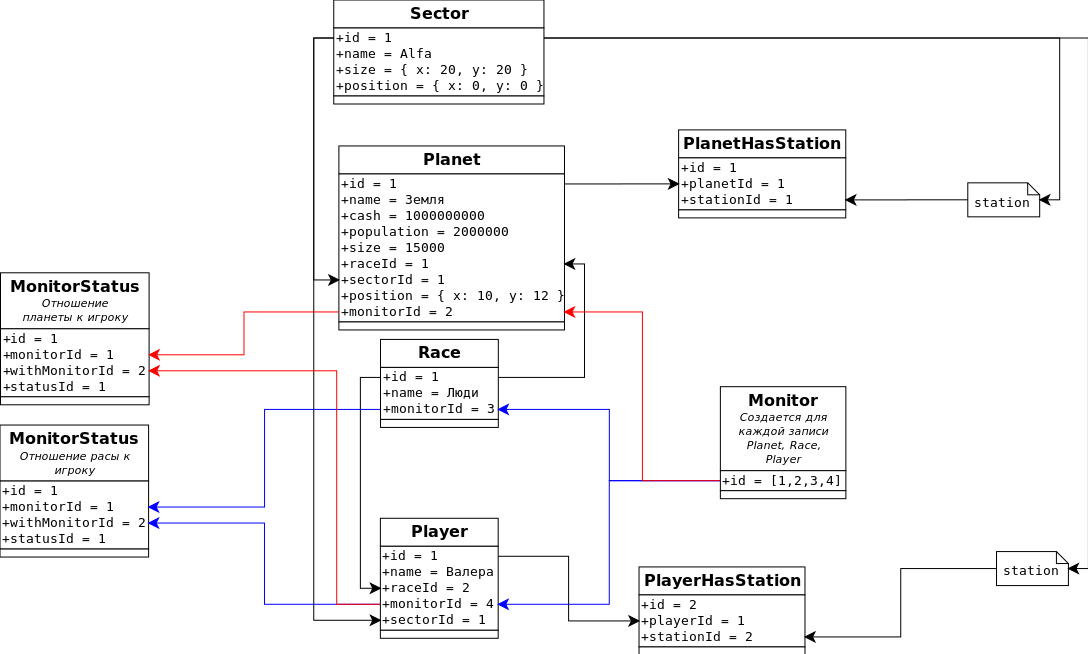 Sector
+id = 1
+name = Alfa
+size = { x: 20, y: 20 }
+position = { x: 0, y: 0 }
PlanetHasStation
+id = 1
+planetId = 1
+stationId = 1
station
Planet
+id = 1
+name = Земля
+cash = 1000000000
+population = 2000000
+size = 15000
+raceId = 1
+sectorId = 1
+position = { x: 10, y: 12 }
+monitorId = 2
MonitorStatus
Отношение
планеты к игроку
+id = 1
+monitorId = 1
+withMonitorId = 2
+statusId = 1
Race
+id = 1
+name = Люди
+monitorId = 3
Monitor
Создается для
каждой записи
Planet, Race,
Player
+id = [1,2,3,4]
MonitorStatus
Отношение расы к
игроку
+id = 1
+monitorId = 1
+withMonitorId = 2
+statusId = 1
Player
+id = 1
+name = Валера
+raceId = 2
+monitorId = 4
+sectorId = 1
station
PlayerHasStation
+id = 2
+playerId = 1
+stationId = 2